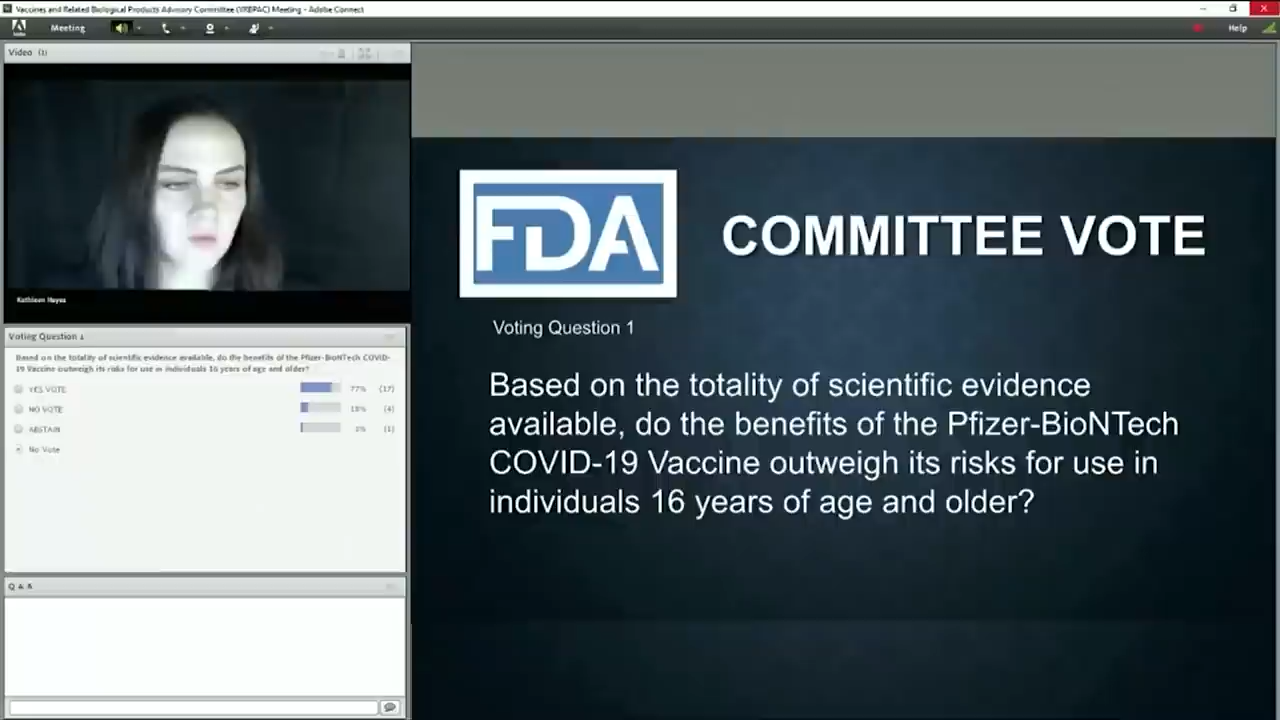 Vaccines and Related Biological Products Advisory Committee (VRBPAC) Meeting - Adobe Connect
Meeting
Help
Video (1)
Kathleen Hayes
Voting Question 1
Based on the totality of scientific evidence available, do the benefits of the Pfizer-BioNTech COVID-
19 Vaccine outweigh its risks for use in individuals 16 years of age and older?
YES VOTE 77% (17)
NO VOTE 18% (4)
ABSTAIN (1)
No Vote
Q & A
FDA
COMMITTEE VOTE
Voting Question 1
Based on the totality of scientific evidence
available, do the benefits of the Pfizer-BioNTech
COVID-19 Vaccine outweigh its risks for use in
individuals 16 years of age and older?